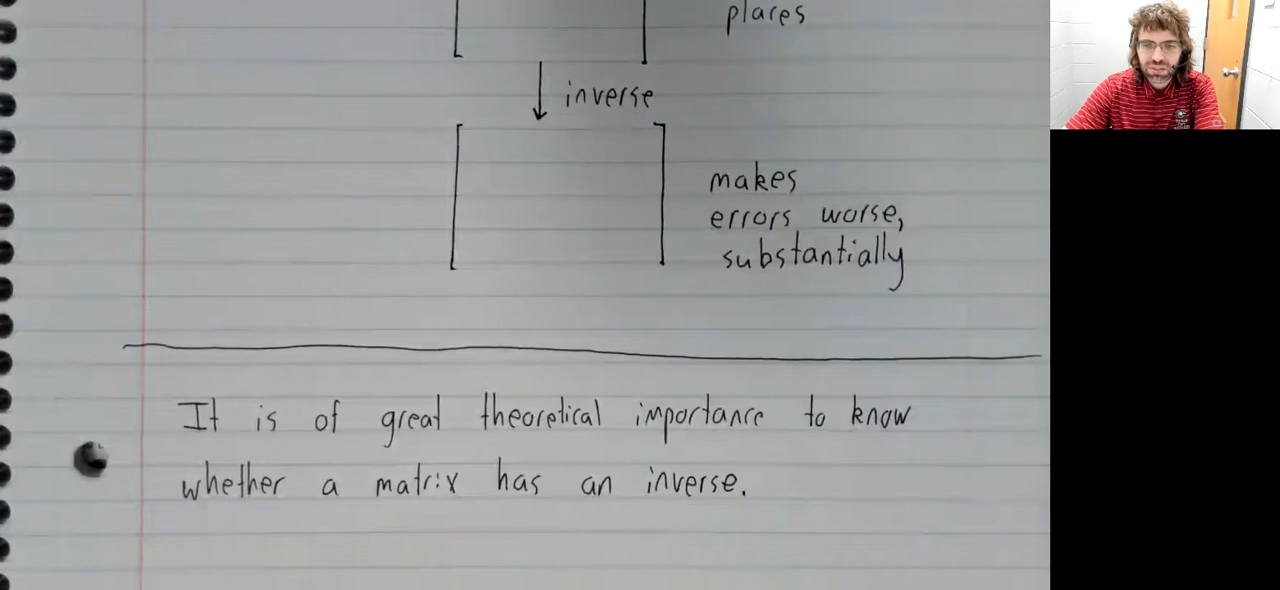 places
inverse
makes
errors worse,
substantially
It is of great theoretical importance to know
whether a matrix has an inverse.